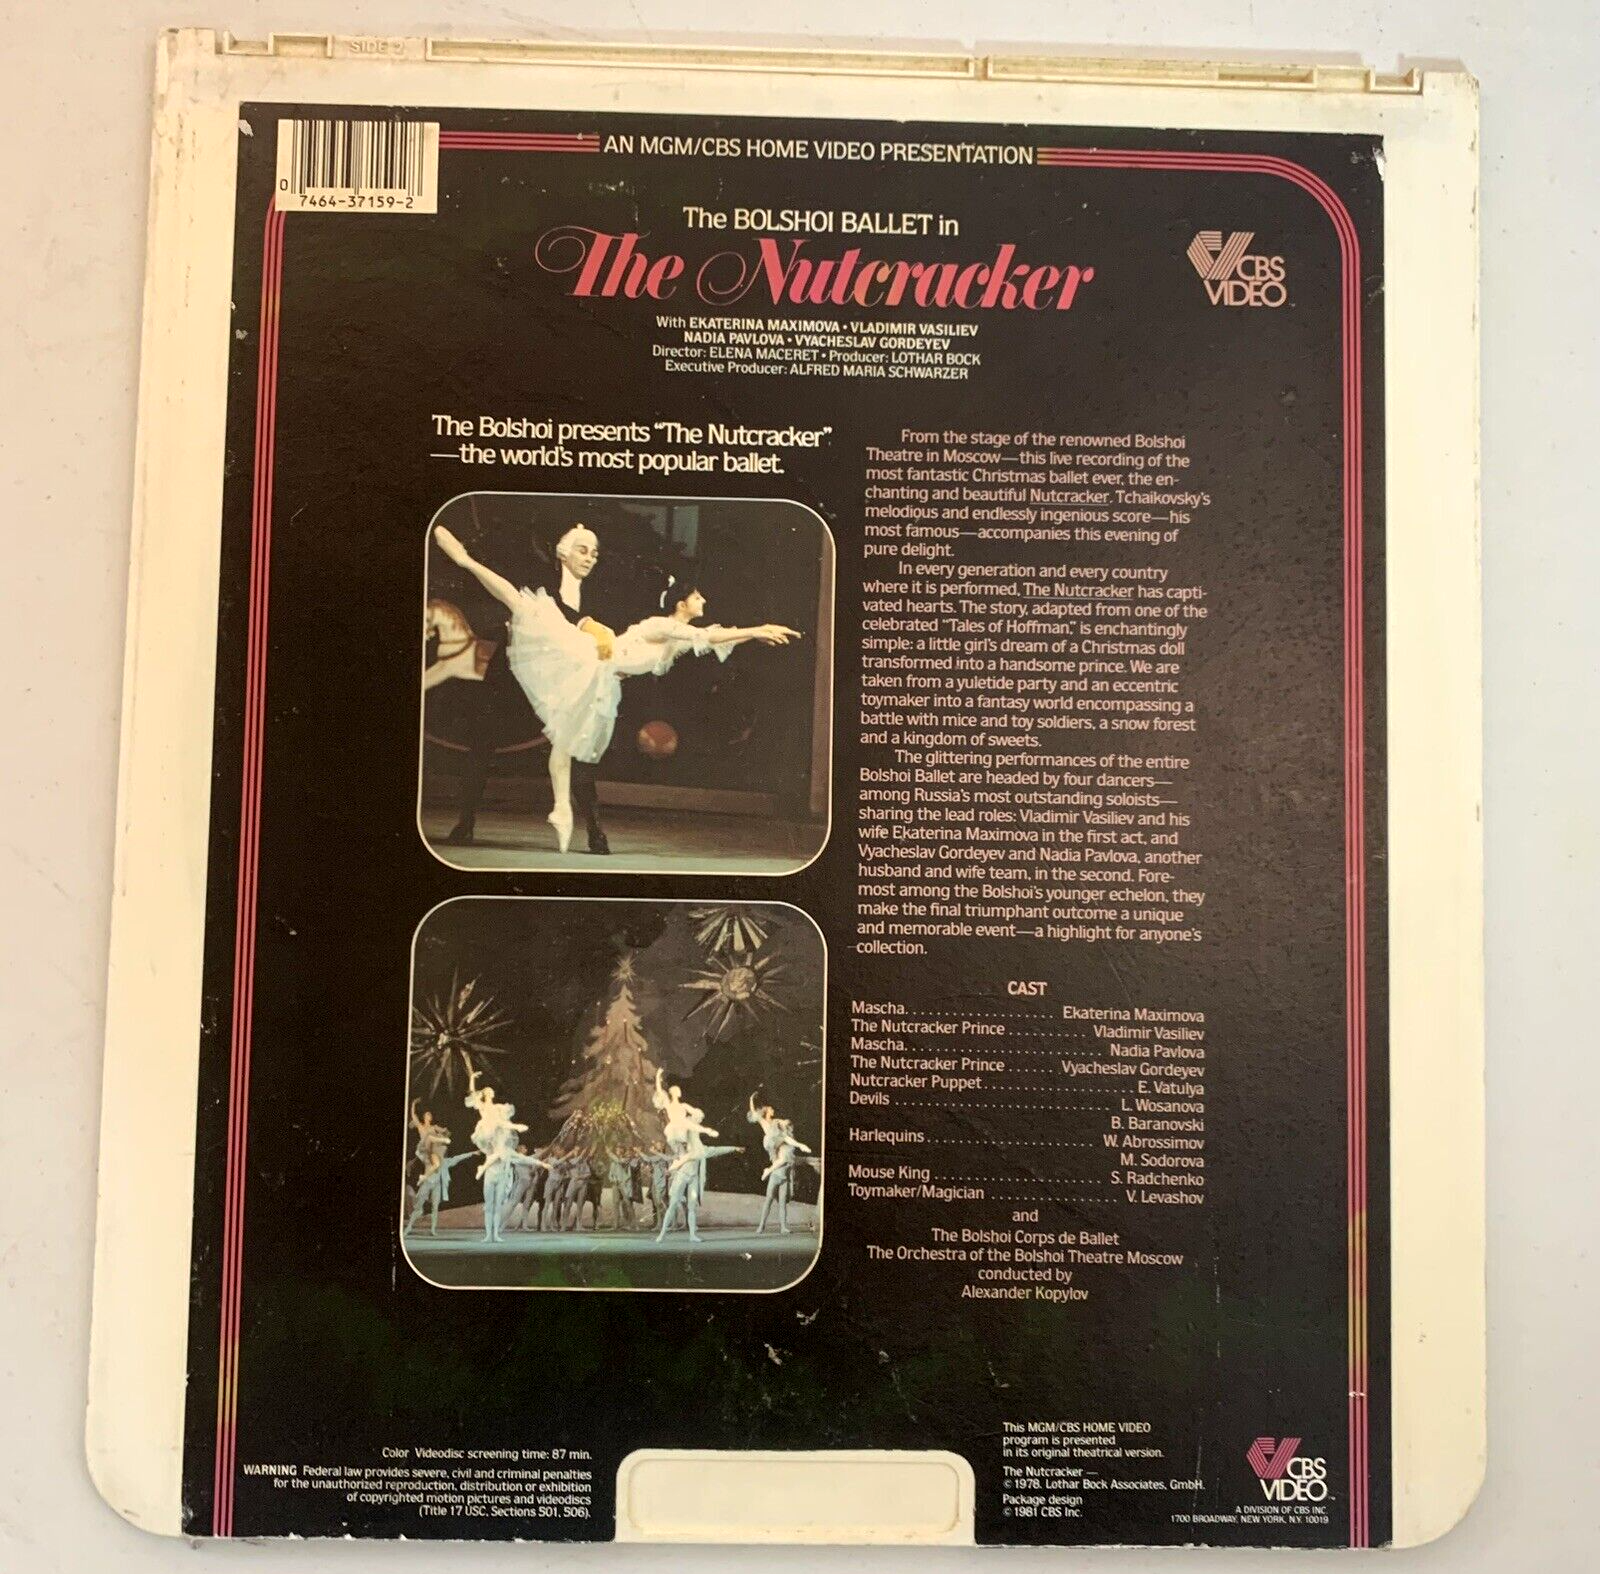 SIDE 2
0
7464-37159-2
AN MGM/CBS HOME VIDEO PRESENTATION
The BOLSHOI BALLET in
The Nutcracker
CBS
VIDEO
With EKATERINA MAXIMOVA • VLADIMIR VASILIEV
NADIA PAVLOVA • VYACHESLAV GORDEYEV
Director: ELENA MACERET • Producer: LOTHAR BOCK
Executive Producer: ALFRED MARIA SCHWARZER
The Bolshoi presents “The Nutcracker”
—the world's most popular ballet.
From the stage of the renowned Bolshoi
Theatre in Moscow—this live recording of the
most fantastic Christmas ballet ever, the en-
chanting and beautiful Nutcracker. Tchaikovsky's
melodious and endlessly ingenious score—his
most famous—accompanies this evening of
pure delight.
In every generation and every country
where it is performed, The Nutcracker has capti-
vated hearts. The story, adapted from one of the
celebrated “Tales of Hoffman,” is enchantingly
simple: a little girl's dream of a Christmas doll
transformed into a handsome prince. We are
taken from a yuletide party and an eccentric
toymaker into a fantasy world encompassing a
battle with mice and toy soldiers, a snow forest
and a kingdom of sweets.
The glittering performances of the entire
Bolshoi Ballet are headed by four dancers—
among Russia's most outstanding soloists—
sharing the lead roles: Vladimir Vasiliev and his
wife Ekaterina Maximova in the first act, and
Vyacheslav Gordeyev and Nadia Pavlova, another
husband and wife team, in the second. Fore-
most among the Bolshoi's younger echelon, they
make the final triumphant outcome a unique
and memorable event—a highlight for anyone's
collection.
CAST
Mascha. . . . . . . . . . . . . . . . . . . Ekaterina Maximova
The Nutcracker Prince . . . . . . . . . . Vladimir Vasiliev
Mascha. . . . . . . . . . . . . . . . . . . . . . . . Nadia Pavlova
The Nutcracker Prince . . . . . . Vyacheslav Gordeyev
Nutcracker Puppet. . . . . . . . . . . . . . . . . . . E. Vatulya
Devils . . . . . . . . . . . . . . . . . . . . . . . . . . . L. Wosanova
B. Baranovski
Harlequins. . . . . . . . . . . . . . . . . . . . . W. Abrossimov
M. Sodorova
Mouse King . . . . . . . . . . . . . . . . . . . . . S. Radchenko
Toymaker/Magician . . . . . . . . . . . . . . . . V. Levashov
and
The Bolshoi Corps de Ballet
The Orchestra of the Bolshoi Theatre Moscow
conducted by
Alexander Kopylov
Color Videodisc screening time: 87 min.
WARNING Federal law provides severe, civil and criminal penalties
for the unauthorized reproduction, distribution or exhibition
of copyrighted motion pictures and videodiscs
(Title 17 USC, Sections 501, 506).
This MGM/CBS HOME VIDEO
program is presented
in its original theatrical version.
The Nutcracker —
© 1978. Lothar Bock Associates, GmbH.
Package design
© 1981 CBS Inc.
CBS
VIDEO
A DIVISION OF CBS INC.
1700 BROADWAY, NEW YORK, N.Y. 10019